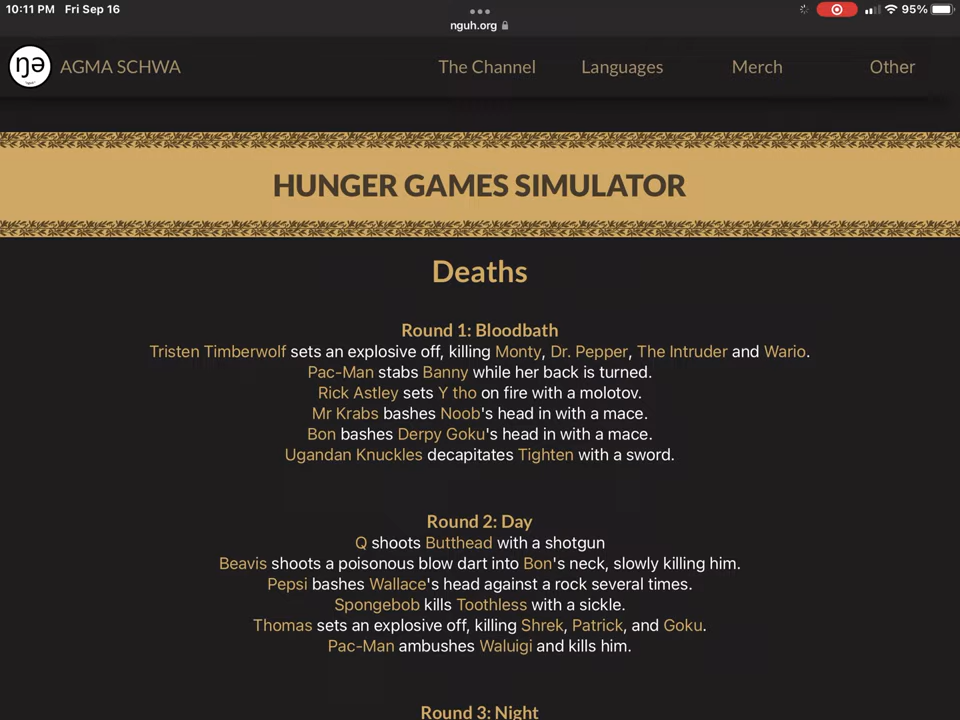 10:11 PM Fri Sep 16
95%
nguh.org
ŋə AGMA SCHWA
The Channel
Languages
Merch
Other
HUNGER GAMES SIMULATOR
Deaths
Round 1: Bloodbath
Tristen Timberwolf sets an explosive off, killing Monty, Dr. Pepper, The Intruder and Wario.
Pac-Man stabs Banny while her back is turned.
Rick Astley sets Y tho on fire with a molotov.
Mr Krabs bashes Noob's head in with a mace.
Bon bashes Derpy Goku's head in with a mace.
Ugandan Knuckles decapitates Tighten with a sword.
Round 2: Day
Q shoots Butthead with a shotgun
Beavis shoots a poisonous blow dart into Bon's neck, slowly killing him.
Pepsi bashes Wallace's head against a rock several times.
Spongebob kills Toothless with a sickle.
Thomas sets an explosive off, killing Shrek, Patrick, and Goku.
Pac-Man ambushes Waluigi and kills him.
Round 3: Night